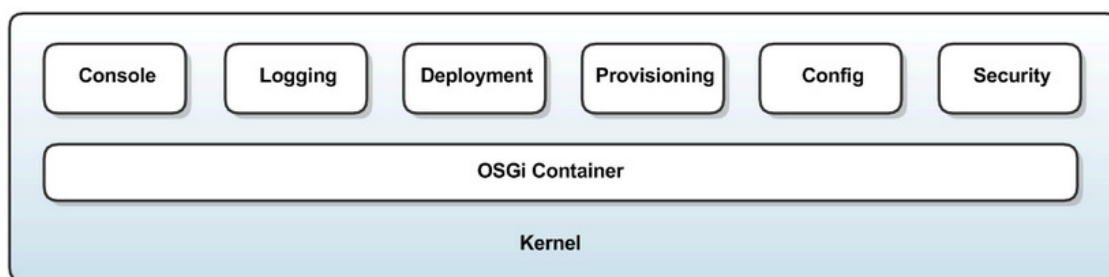 Console
Logging
Deployment
Provisioning
Config
Security
OSGi Container
Kernel